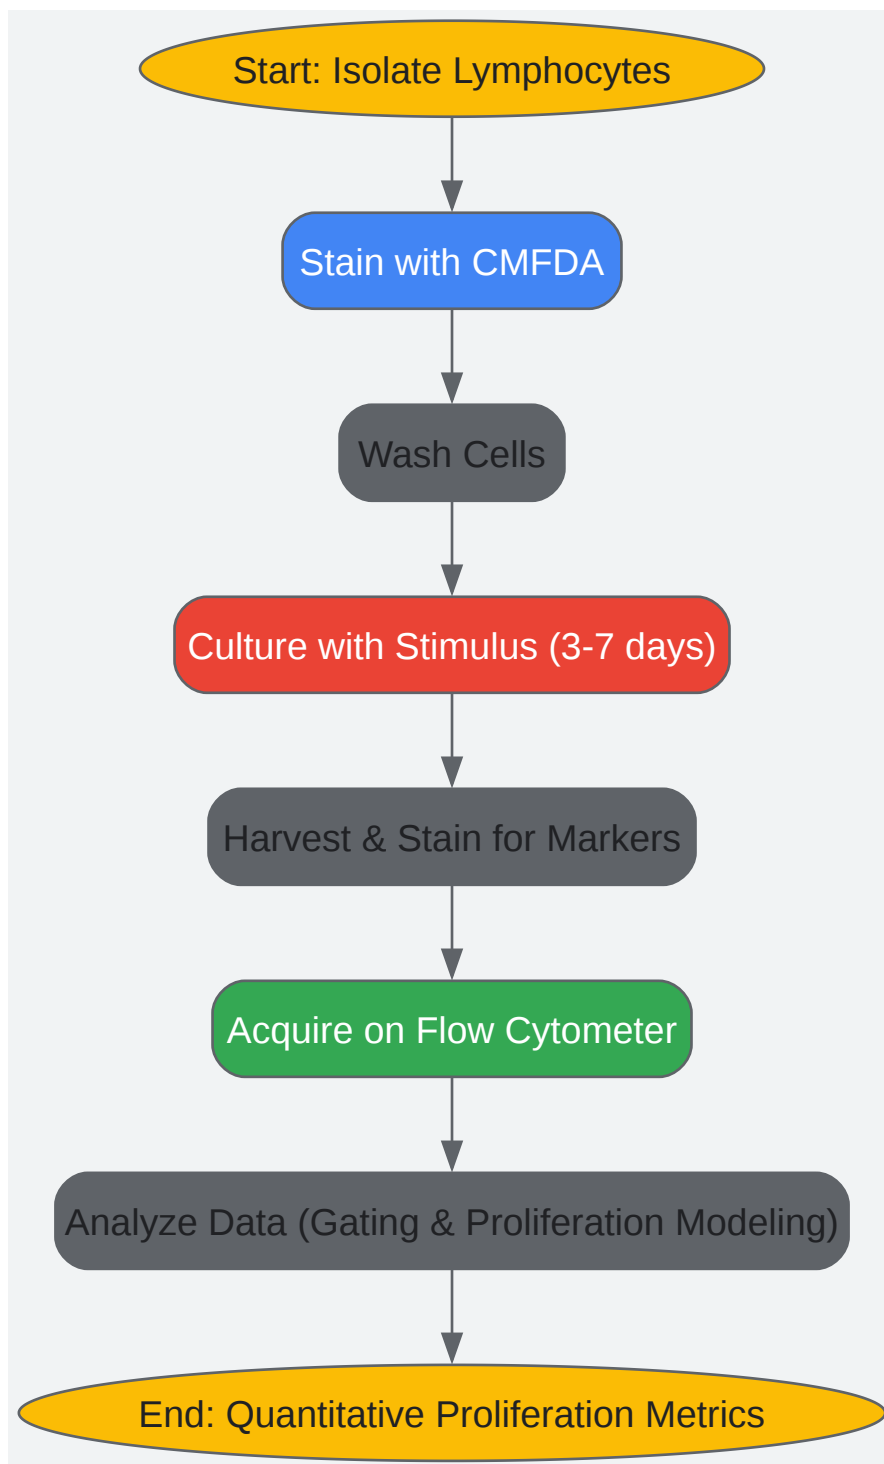 Start: Isolate Lymphocytes
Stain with CMFDA
Wash Cells
Culture with Stimulus (3-7 days)
Harvest & Stain for Markers
Acquire on Flow Cytometer
Analyze Data (Gating & Proliferation Modeling)
End: Quantitative Proliferation Metrics